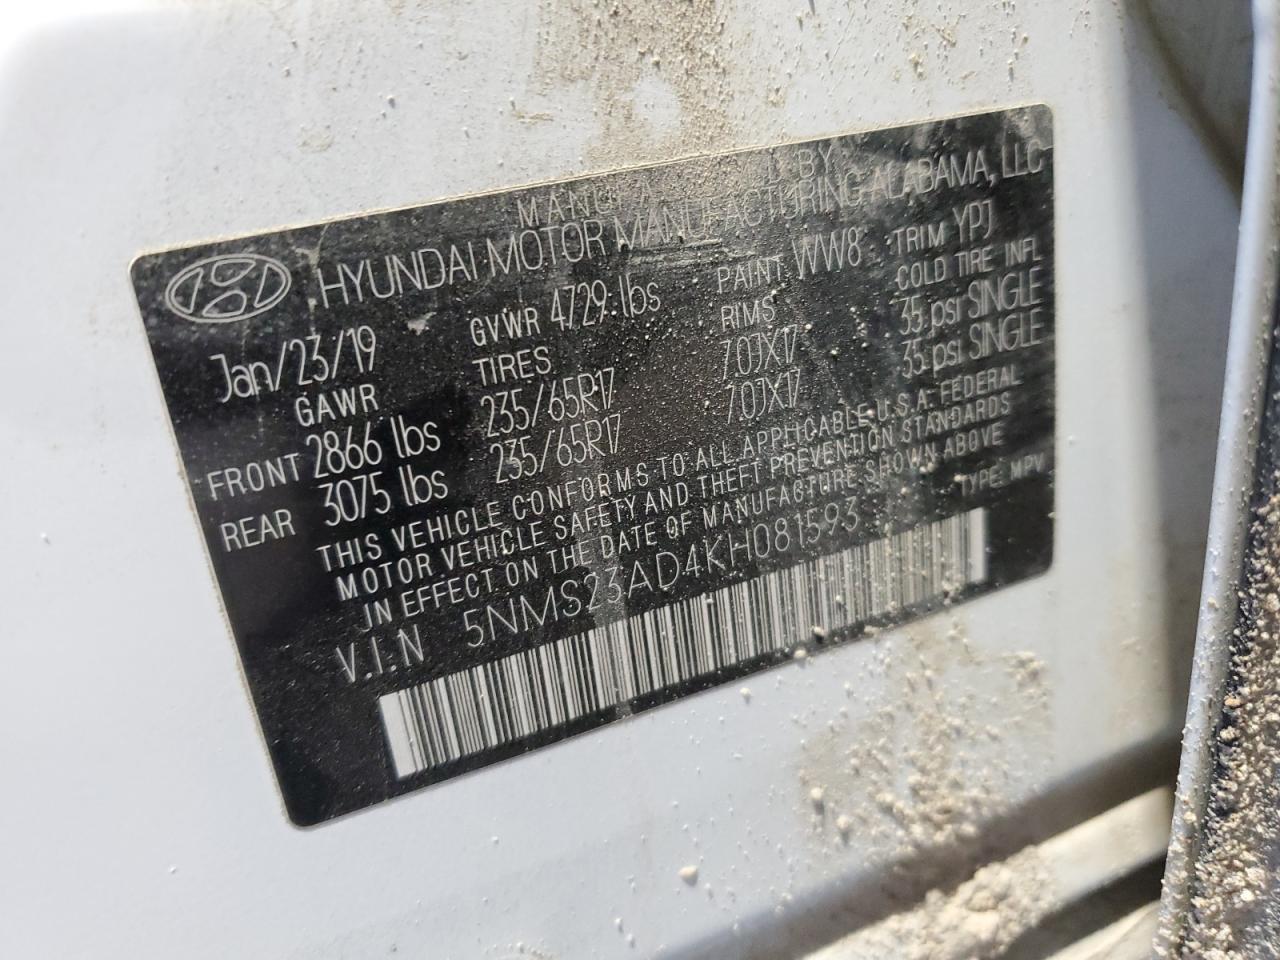 BY
HYUNDAI MOTOR MANUFACTURING ALABAMA, LLC
Jan/23/19 GVWR 4729 lbs PAINT WW8 TRIM YPJ
GAWR TIRES RIMS COLD TIRE INFL
FRONT 2866 lbs 235/65R17 7.0JX17 35 psi SINGLE
REAR 3075 lbs 235/65R17 7.0JX17 35 psi SINGLE
THIS VEHICLE CONFORMS TO ALL APPLICABLE U.S.A. FEDERAL
MOTOR VEHICLE SAFETY AND THEFT PREVENTION STANDARDS
IN EFFECT ON THE DATE OF MANUFACTURE SHOWN ABOVE
V.I.N 5NMS23AD4KH081593 TYPE: MPV